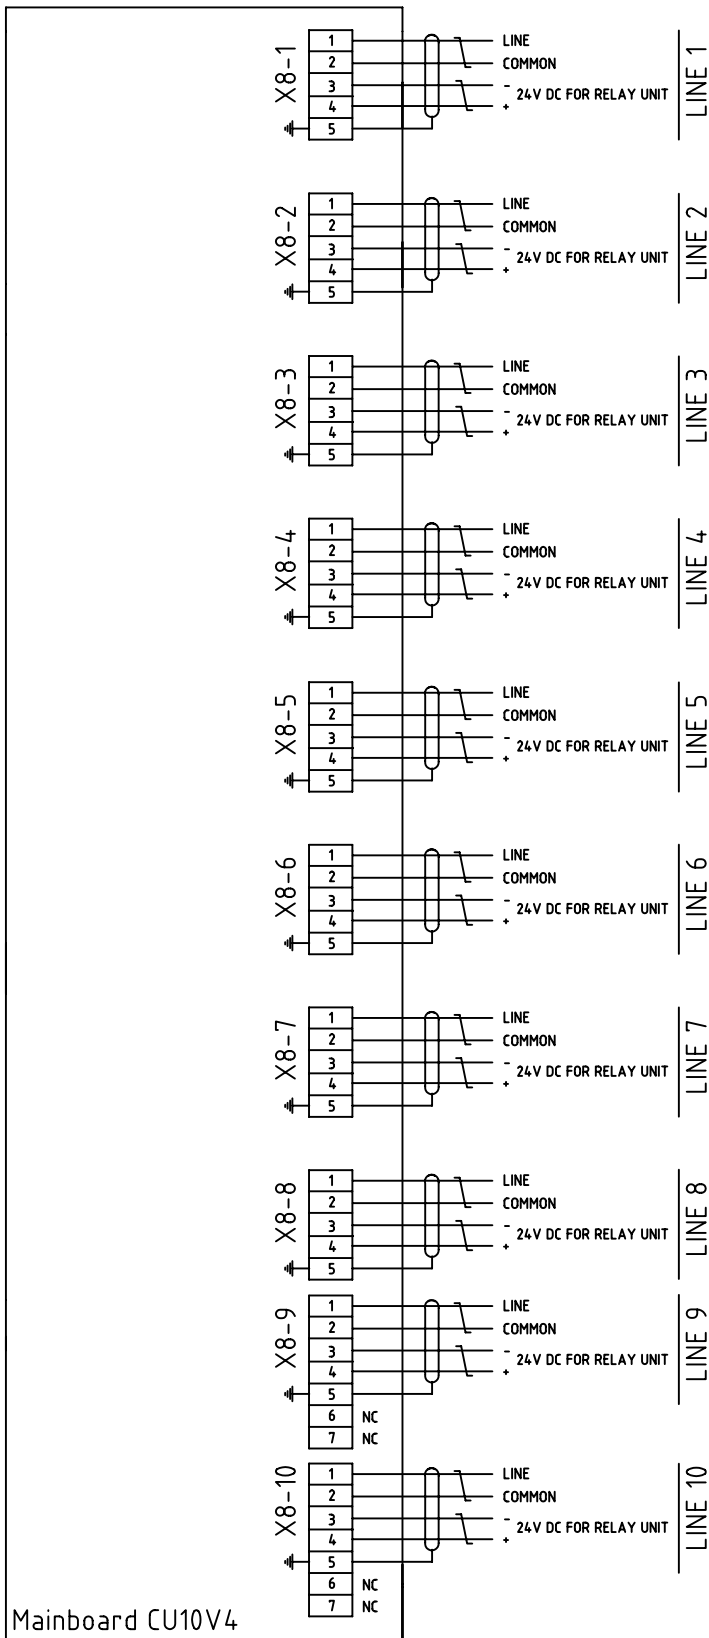 X8-1
1 LINE
2 COMMON
3 -
24V DC FOR RELAY UNIT
4 +
5
LINE 1
X8-2
1 LINE
2 COMMON
3 -
24V DC FOR RELAY UNIT
4 +
5
LINE 2
X8-3
1 LINE
2 COMMON
3 -
24V DC FOR RELAY UNIT
4 +
5
LINE 3
X8-4
1 LINE
2 COMMON
3 -
24V DC FOR RELAY UNIT
4 +
5
LINE 4
X8-5
1 LINE
2 COMMON
3 -
24V DC FOR RELAY UNIT
4 +
5
LINE 5
X8-6
1 LINE
2 COMMON
3 -
24V DC FOR RELAY UNIT
4 +
5
LINE 6
X8-7
1 LINE
2 COMMON
3 -
24V DC FOR RELAY UNIT
4 +
5
LINE 7
X8-8
1 LINE
2 COMMON
3 -
24V DC FOR RELAY UNIT
4 +
5
LINE 8
X8-9
1 LINE
2 COMMON
3 -
24V DC FOR RELAY UNIT
4 +
5
6 NC
7 NC
LINE 9
X8-10
1 LINE
2 COMMON
3 -
24V DC FOR RELAY UNIT
4 +
5
6 NC
7 NC
LINE 10
Mainboard CU10V4